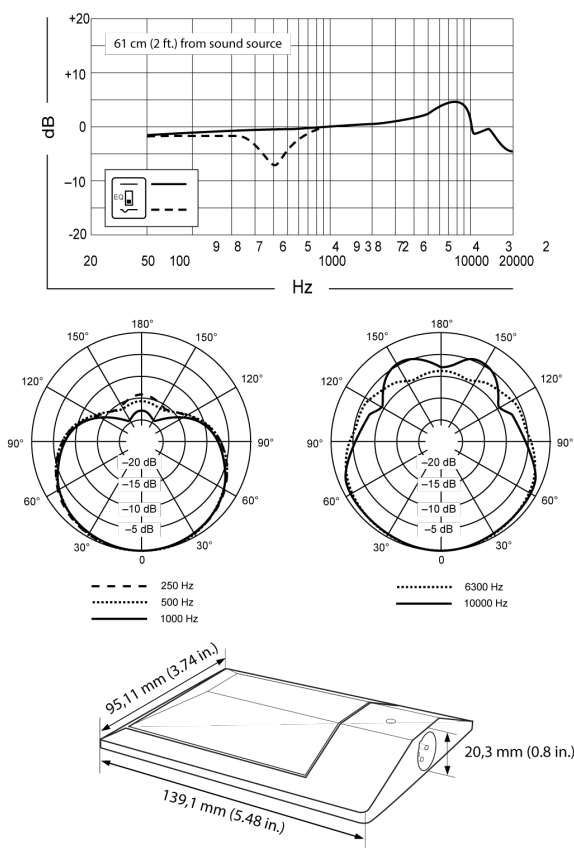 +20
61 cm (2 ft.) from sound source
+10
dB
0
–10
EQ
-20
9 8 7 6 5 4 9 3 8 72 6 5 4 3 2
20 50 100 1000 10000 20000
Hz
180°
150° 150°
120° 120°
90° 90°
–20 dB
–15 dB
60° 60°
–10 dB
–5 dB
30° 30°
0
250 Hz
500 Hz
1000 Hz
180°
150° 150°
120° 120°
90° 90°
–20 dB
–15 dB
60° 60°
–10 dB
–5 dB
30° 30°
0
6300 Hz
10000 Hz
95,11 mm (3.74 in.)
20,3 mm (0.8 in.)
139,1 mm (5.48 in.)